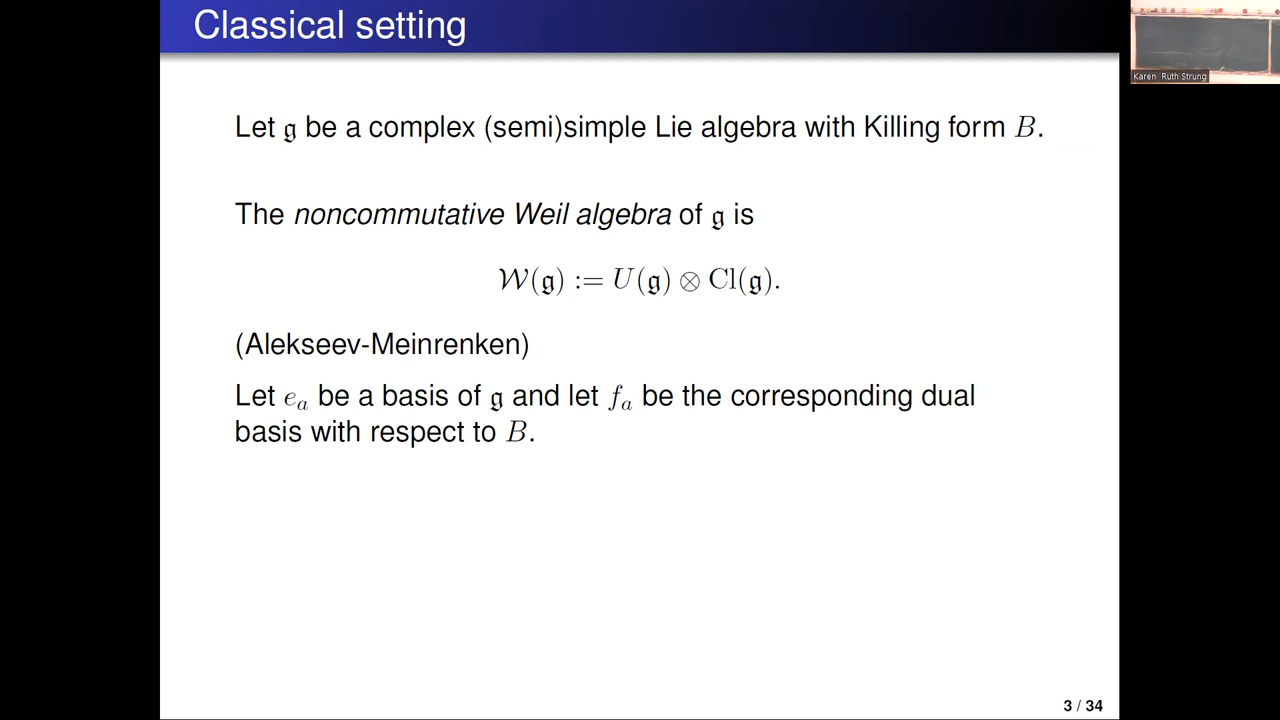 Classical setting
Let 𝔤 be a complex (semi)simple Lie algebra with Killing form B.
The noncommutative Weil algebra of 𝔤 is
𝒲(𝔤) := U(𝔤) ⊗ Cl(𝔤).
(Alekseev-Meinrenken)
Let eₐ be a basis of 𝔤 and let fₐ be the corresponding dual
basis with respect to B.
3 / 34
Karen Ruth Strung